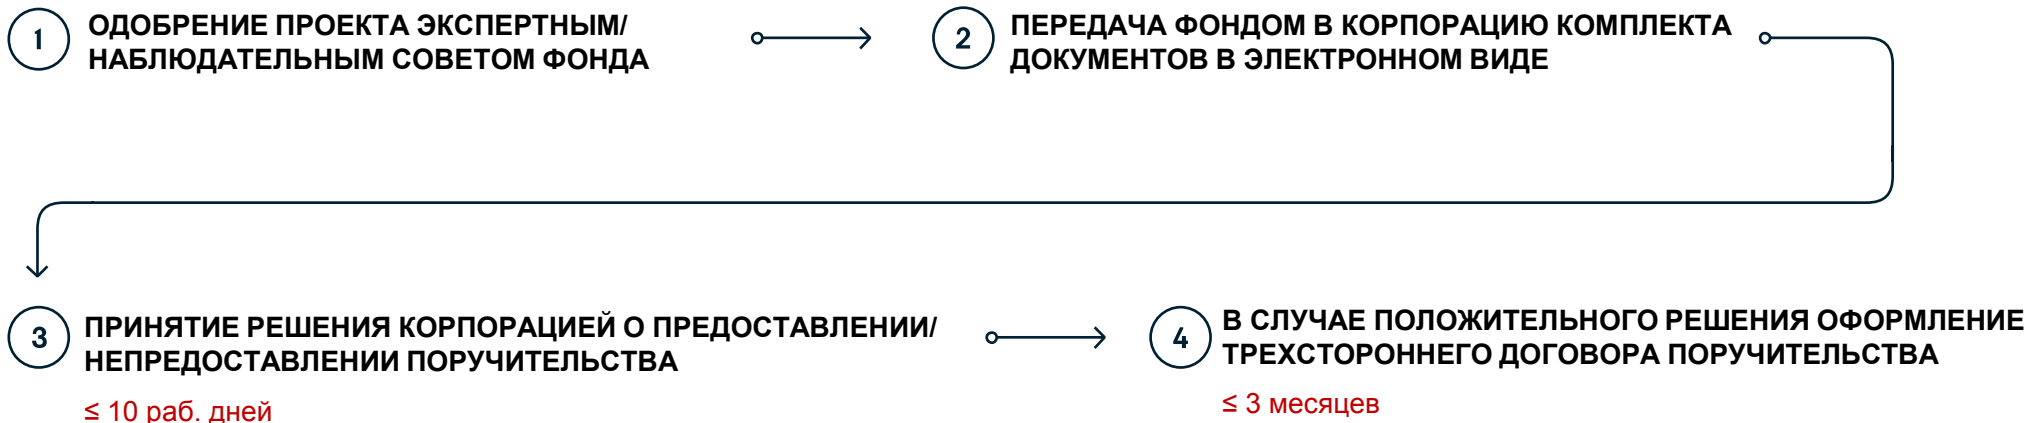 1
ОДОБРЕНИЕ ПРОЕКТА ЭКСПЕРТНЫМ/
НАБЛЮДАТЕЛЬНЫМ СОВЕТОМ ФОНДА
2
ПЕРЕДАЧА ФОНДОМ В КОРПОРАЦИЮ КОМПЛЕКТА
ДОКУМЕНТОВ В ЭЛЕКТРОННОМ ВИДЕ
3
ПРИНЯТИЕ РЕШЕНИЯ КОРПОРАЦИЕЙ О ПРЕДОСТАВЛЕНИИ/
НЕПРЕДОСТАВЛЕНИИ ПОРУЧИТЕЛЬСТВА
≤ 10 раб. дней
4
В СЛУЧАЕ ПОЛОЖИТЕЛЬНОГО РЕШЕНИЯ ОФОРМЛЕНИЕ
ТРЕХСТОРОННЕГО ДОГОВОРА ПОРУЧИТЕЛЬСТВА
≤ 3 месяцев